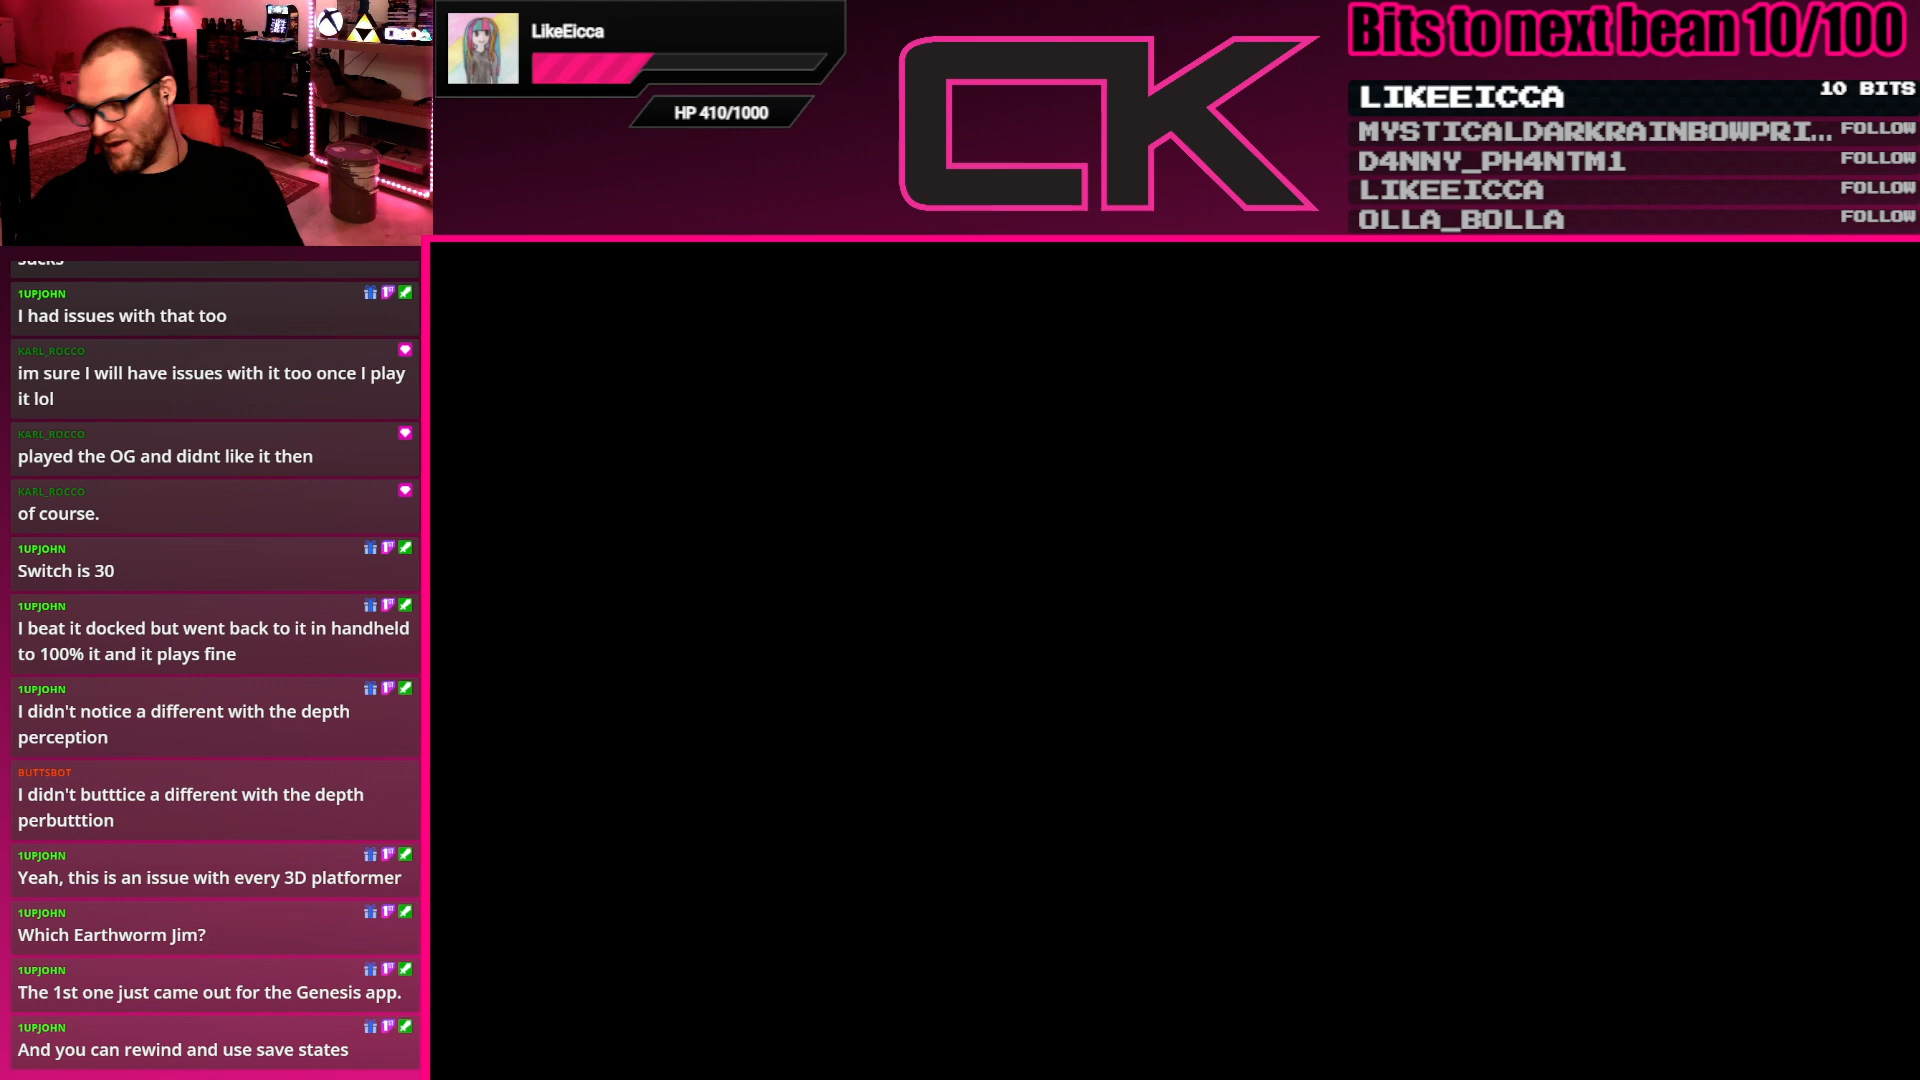 LikeEicca
HP 410/1000
CK
Bits to next bean 10/100
LIKEEICCA 10 BITS
MYSTICALDARKRAINBOWPRI... FOLLOW
D4NNY_PH4NTM1 FOLLOW
LIKEEICCA FOLLOW
OLLA_BOLLA FOLLOW
sucks
1UPJOHN
I had issues with that too
KARL_ROCCO
im sure I will have issues with it too once I play
it lol
KARL_ROCCO
played the OG and didnt like it then
KARL_ROCCO
of course.
1UPJOHN
Switch is 30
1UPJOHN
I beat it docked but went back to it in handheld
to 100% it and it plays fine
1UPJOHN
I didn't notice a different with the depth
perception
BUTTSBOT
I didn't butttice a different with the depth
perbutttion
1UPJOHN
Yeah, this is an issue with every 3D platformer
1UPJOHN
Which Earthworm Jim?
1UPJOHN
The 1st one just came out for the Genesis app.
1UPJOHN
And you can rewind and use save states